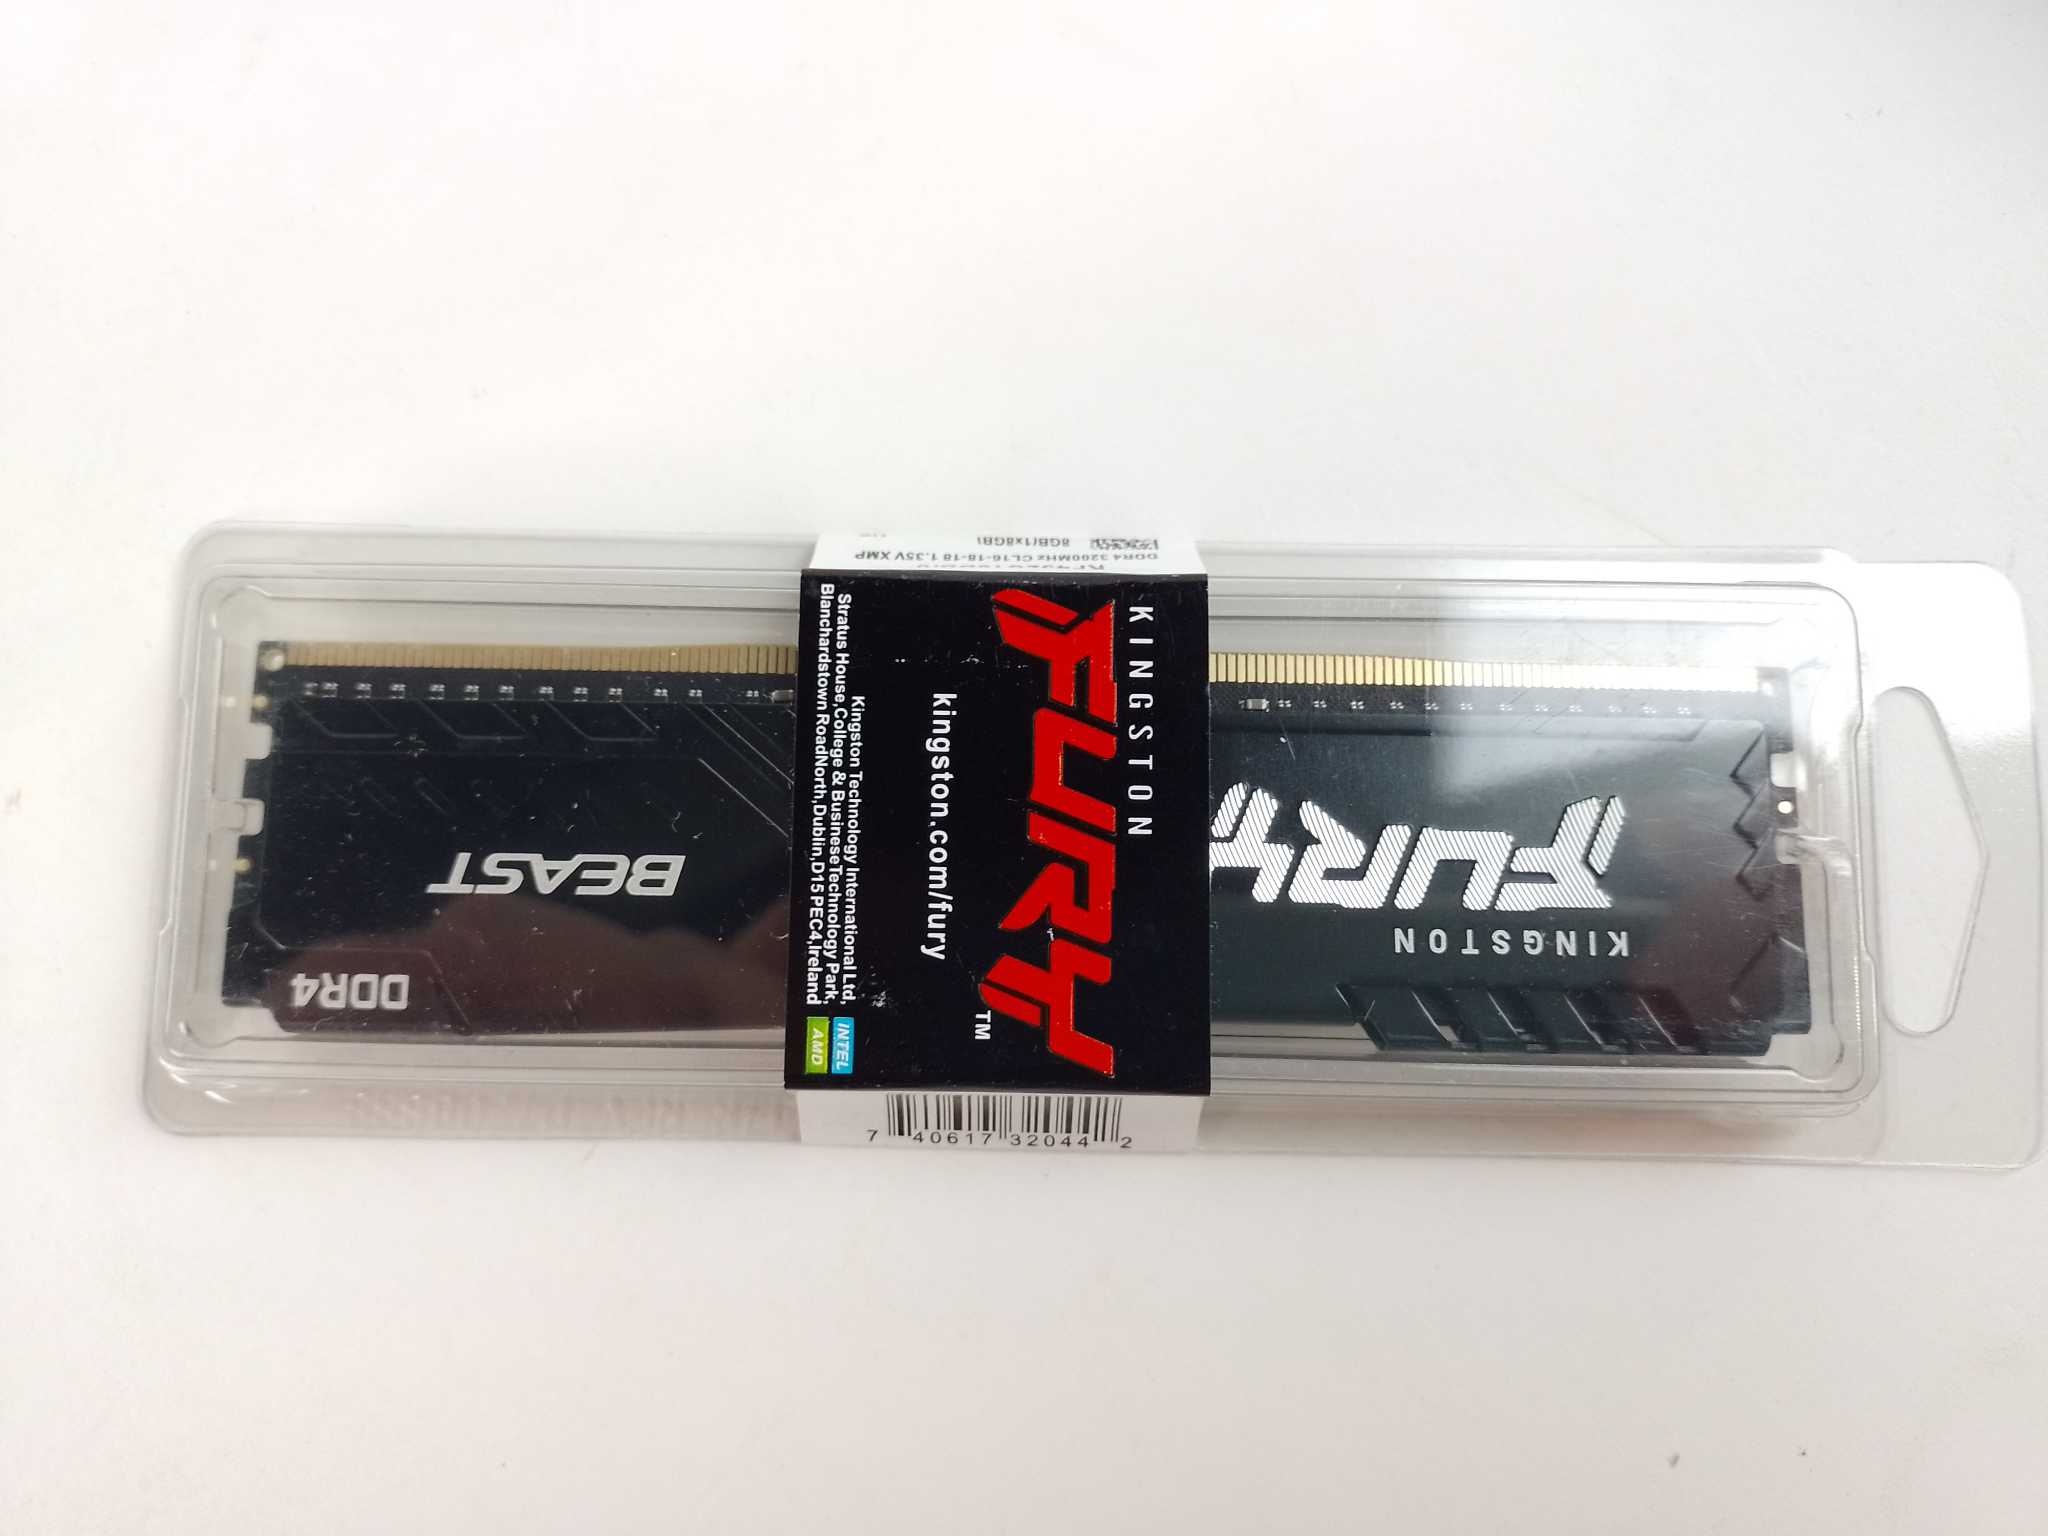 DDR4 3200MHz CL16-18-18 1.35V XMP
8GB(1x8GB)
KINGSTON
FURY
TM
kingston.com/fury
Kingston Technology International Ltd,
Stratus House,College & BusineseTechnology Park,
Blanchardstown RoadNorth,Dublin,D15 PEC4,Ireland
INTEL
AMD
7 40617 32044 2
KINGSTON
FURY
BEAST
DDR4